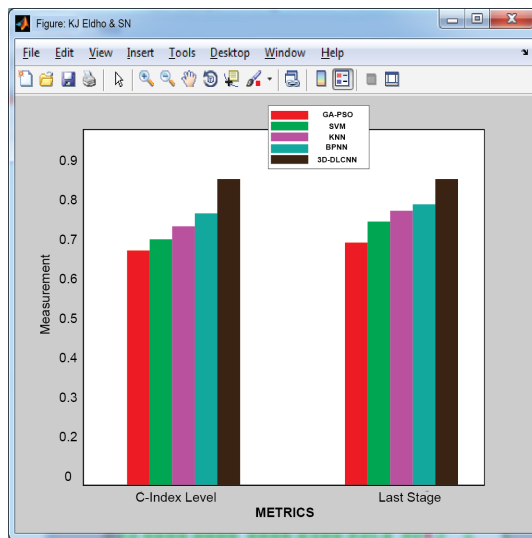 Figure: KJ Eldho & SN
File Edit View Insert Tools Desktop Window Help
GA-PSO
SVM
KNN
BPNN
3D-DLCNN
0.9
0.8
0.7
0.6
0.5
0.4
0.3
0.2
0
Measurement
C-Index Level Last Stage
METRICS